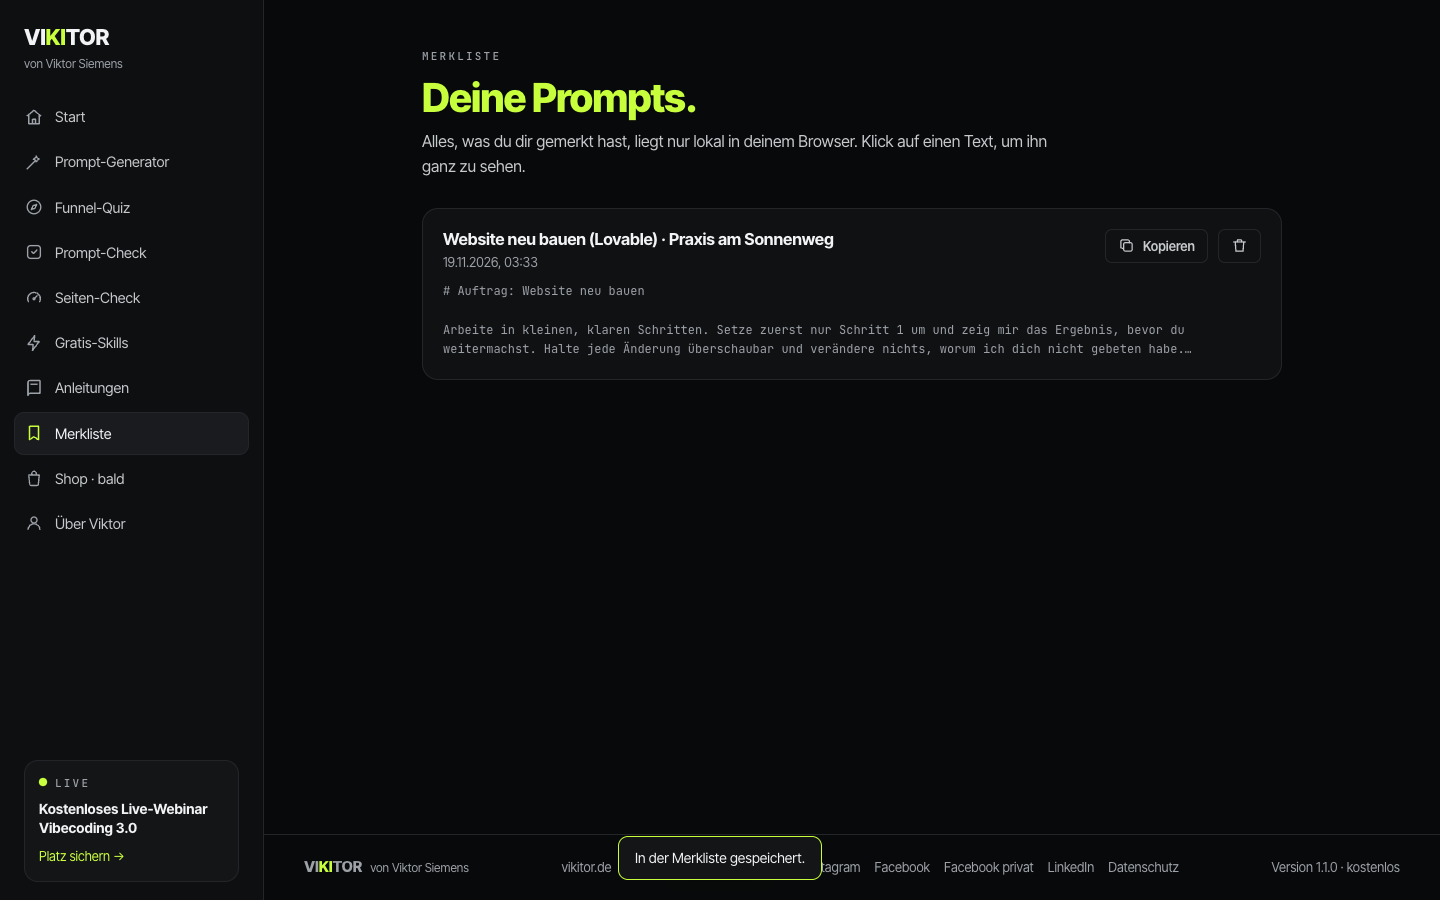 VIKITOR
von Viktor Siemens
Start
Prompt-Generator
Funnel-Quiz
Prompt-Check
Seiten-Check
Gratis-Skills
Anleitungen
Merkliste
Shop · bald
Über Viktor
LIVE
Kostenloses Live-Webinar
Vibecoding 3.0
Platz sichern →
MERKLISTE
Deine Prompts.
Alles, was du dir gemerkt hast, liegt nur lokal in deinem Browser. Klick auf einen Text, um ihn
ganz zu sehen.
Website neu bauen (Lovable) · Praxis am Sonnenweg
19.11.2026, 03:33
Kopieren
# Auftrag: Website neu bauen
Arbeite in kleinen, klaren Schritten. Setze zuerst nur Schritt 1 um und zeig mir das Ergebnis, bevor du
weitermachst. Halte jede Änderung überschaubar und verändere nichts, worum ich dich nicht gebeten habe.…
VIKITOR von Viktor Siemens
vikitor.de
In der Merkliste gespeichert.
tagram Facebook Facebook privat LinkedIn Datenschutz
Version 1.1.0 · kostenlos